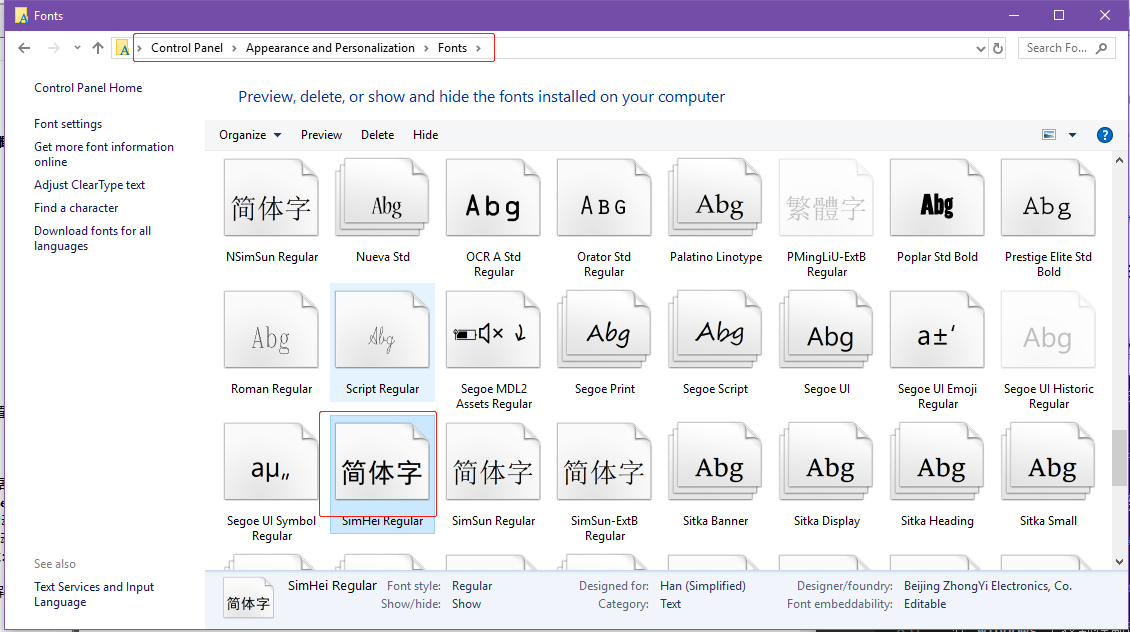 Fonts
Control Panel > Appearance and Personalization > Fonts >
Search Fo...
Control Panel Home
Font settings
Get more font information
online
Adjust ClearType text
Find a character
Download fonts for all
languages
Preview, delete, or show and hide the fonts installed on your computer
Organize Preview Delete Hide
简体字 Abg Abg ABG Abg 繁體字 Abg Abg
NSimSun Regular Nueva Std OCR A Std Orator Std Palatino Linotype PMingLiU-ExtB Poplar Std Bold Prestige Elite Std
Regular Regular Regular Bold
Abg Abg Abg Abg Abg a±‘ Abg
Roman Regular Script Regular Segoe MDL2 Segoe Print Segoe Script Segoe UI Segoe UI Emoji Segoe UI Historic
Assets Regular Regular Regular
aµ„ 简体字 简体字 简体字 Abg Abg Abg Abg
Segoe UI Symbol SimHei Regular SimSun Regular SimSun-ExtB Sitka Banner Sitka Display Sitka Heading Sitka Small
Regular Regular
See also
Text Services and Input
Language
简体字
SimHei Regular Font style: Regular Designed for: Han (Simplified) Designer/foundry: Beijing ZhongYi Electronics, Co.
Show/hide: Show Category: Text Font embeddability: Editable